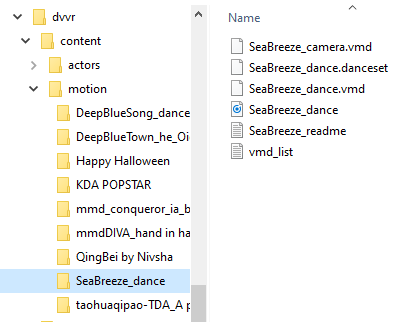 dvvr
content
actors
motion
DeepBlueSong_dance
DeepBlueTown_he_Oi
Happy Halloween
KDA POPSTAR
mmd_conqueror_ia_b
mmdDIVA_hand in ha
QingBei by Nivsha
SeaBreeze_dance
taohuaqipao-TDA_A p
Name
SeaBreeze_camera.vmd
SeaBreeze_dance.danceset
SeaBreeze_dance.vmd
SeaBreeze_dance
SeaBreeze_readme
vmd_list